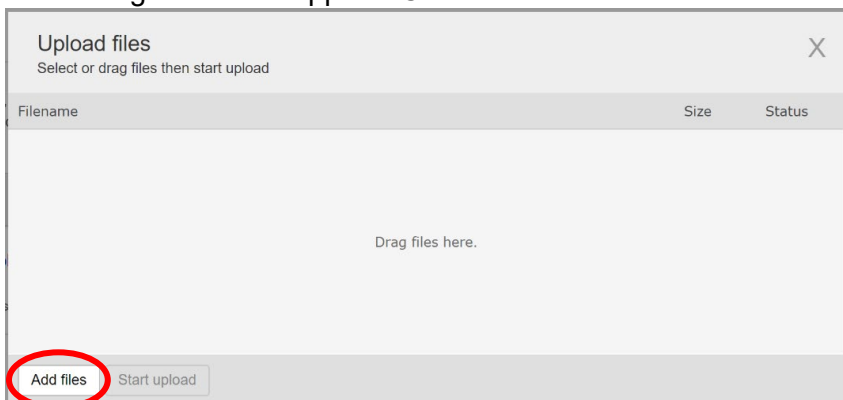 Upload files
X
Select or drag files then start upload
Filename Size Status
Drag files here.
Add files Start upload